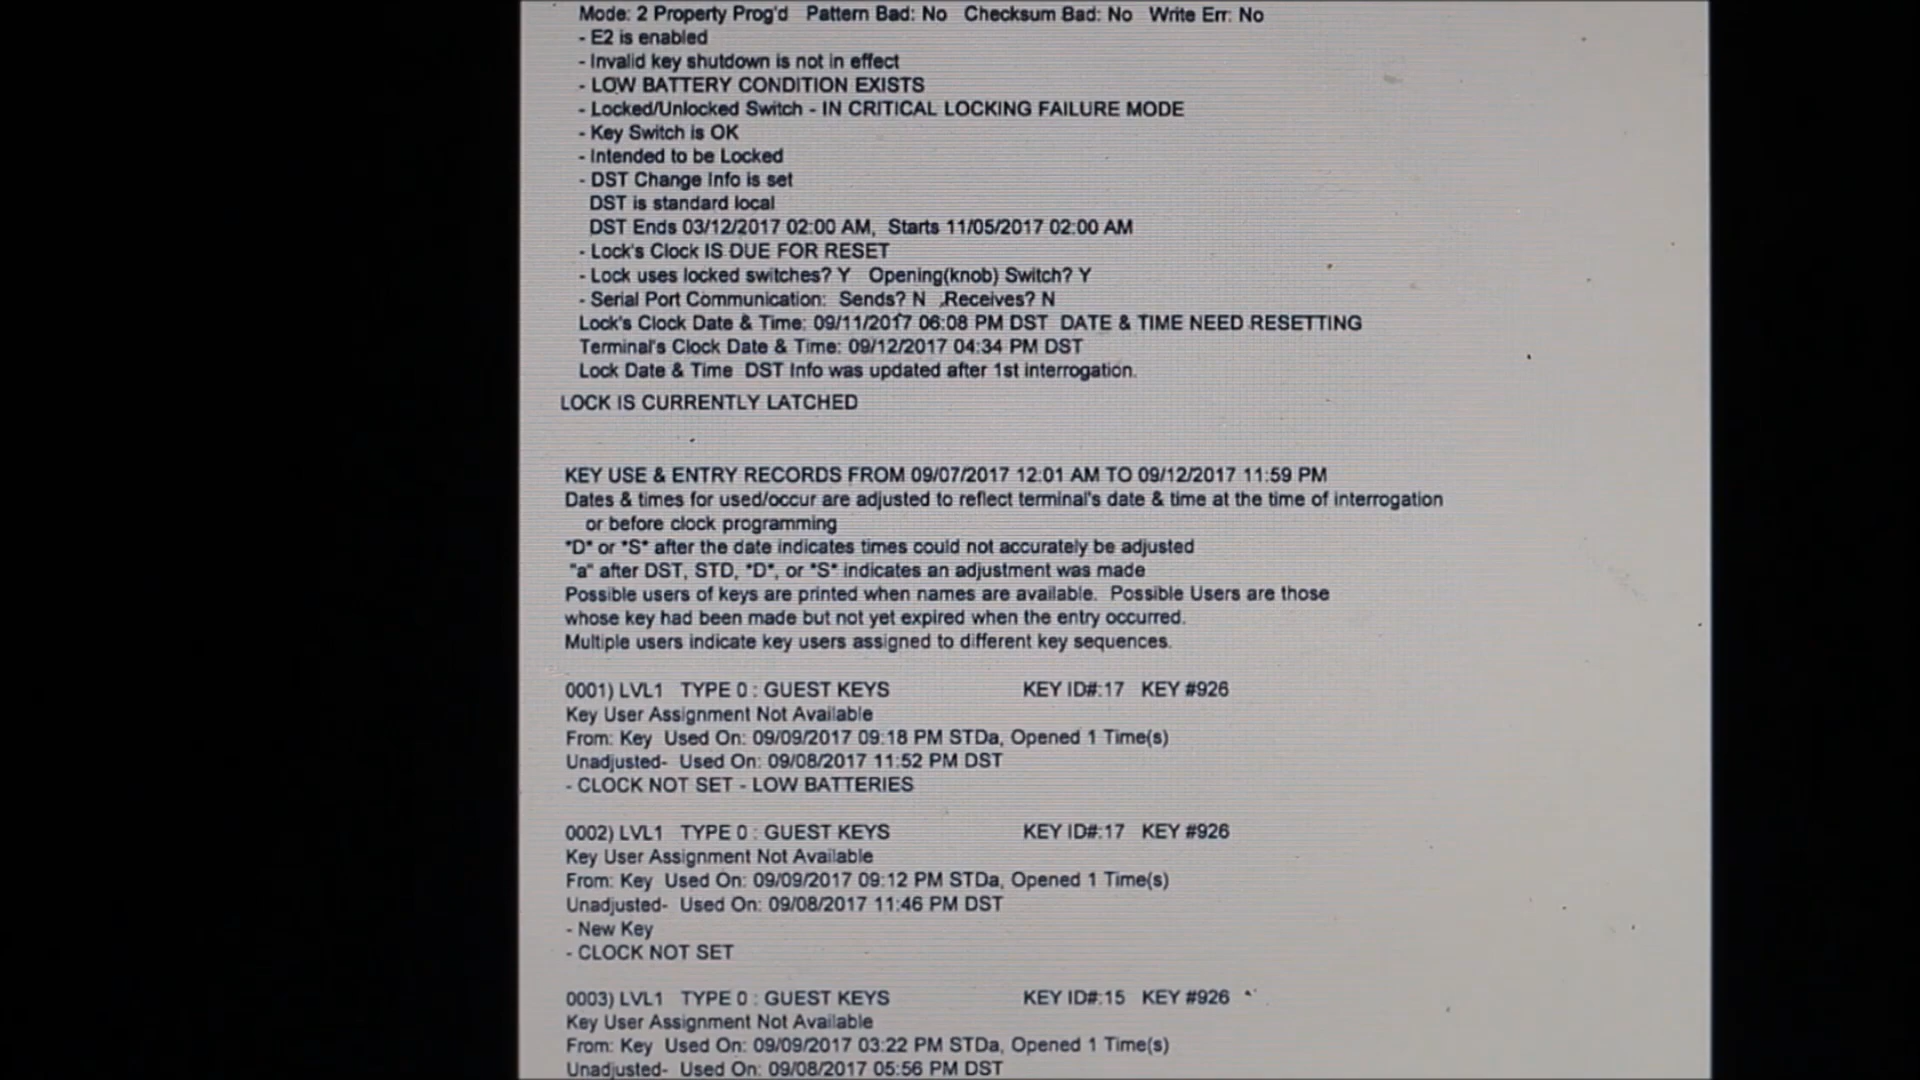 Mode: 2 Property Prog'd Pattern Bad: No Checksum Bad: No Write Err: No
- E2 is enabled
- Invalid key shutdown is not in effect
- LOW BATTERY CONDITION EXISTS
- Locked/Unlocked Switch - IN CRITICAL LOCKING FAILURE MODE
- Key Switch is OK
- Intended to be Locked
- DST Change Info is set
DST is standard local
DST Ends 03/12/2017 02:00 AM, Starts 11/05/2017 02:00 AM
- Lock's Clock IS DUE FOR RESET
- Lock uses locked switches? Y Opening(knob) Switch? Y
- Serial Port Communication: Sends? N ,Receives? N
Lock's Clock Date & Time: 09/11/2017 06:08 PM DST DATE & TIME NEED RESETTING
Terminal's Clock Date & Time: 09/12/2017 04:34 PM DST
Lock Date & Time DST Info was updated after 1st interrogation.
LOCK IS CURRENTLY LATCHED
KEY USE & ENTRY RECORDS FROM 09/07/2017 12:01 AM TO 09/12/2017 11:59 PM
Dates & times for used/occur are adjusted to reflect terminal's date & time at the time of interrogation
or before clock programming
*D* or *S* after the date indicates times could not accurately be adjusted
"a" after DST, STD, *D*, or *S* indicates an adjustment was made
Possible users of keys are printed when names are available. Possible Users are those
whose key had been made but not yet expired when the entry occurred.
Multiple users indicate key users assigned to different key sequences.
0001) LVL1 TYPE 0 : GUEST KEYS KEY ID#:17 KEY #926
Key User Assignment Not Available
From: Key Used On: 09/09/2017 09:18 PM STDa, Opened 1 Time(s)
Unadjusted- Used On: 09/08/2017 11:52 PM DST
- CLOCK NOT SET - LOW BATTERIES
0002) LVL1 TYPE 0 : GUEST KEYS KEY ID#:17 KEY #926
Key User Assignment Not Available
From: Key Used On: 09/09/2017 09:12 PM STDa, Opened 1 Time(s)
Unadjusted- Used On: 09/08/2017 11:46 PM DST
- New Key
- CLOCK NOT SET
0003) LVL1 TYPE 0 : GUEST KEYS KEY ID#:15 KEY #926
Key User Assignment Not Available
From: Key Used On: 09/09/2017 03:22 PM STDa, Opened 1 Time(s)
Unadjusted- Used On: 09/08/2017 05:56 PM DST